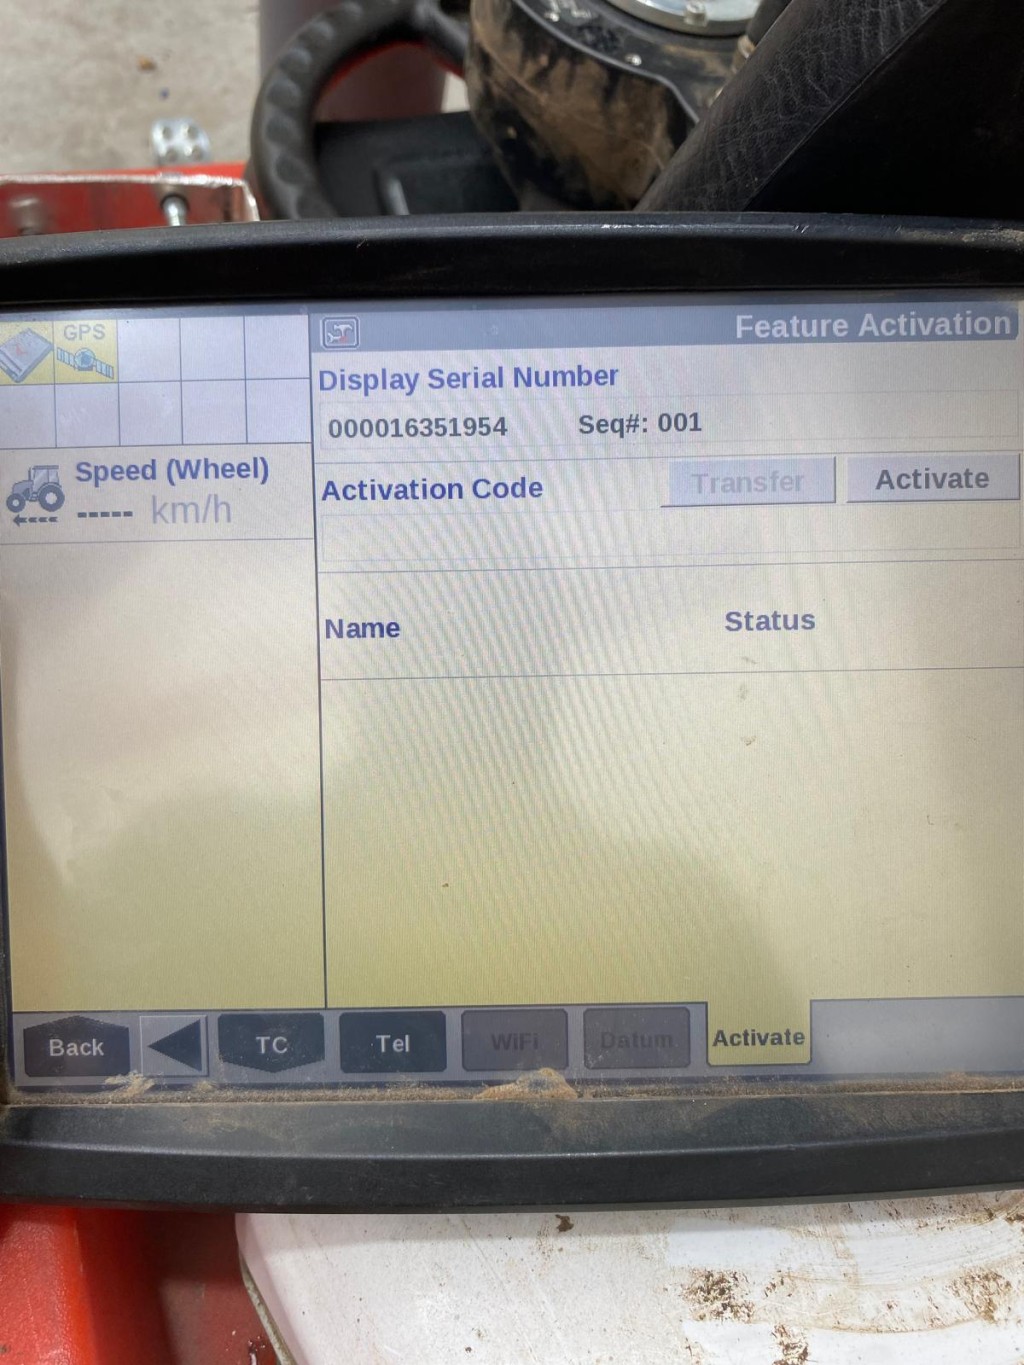 GPS
Feature Activation
Display Serial Number
000016351954 Seq#: 001
Speed (Wheel)
----- km/h
Activation Code Transfer Activate
Name Status
Back TC Tel WiFi Datum Activate